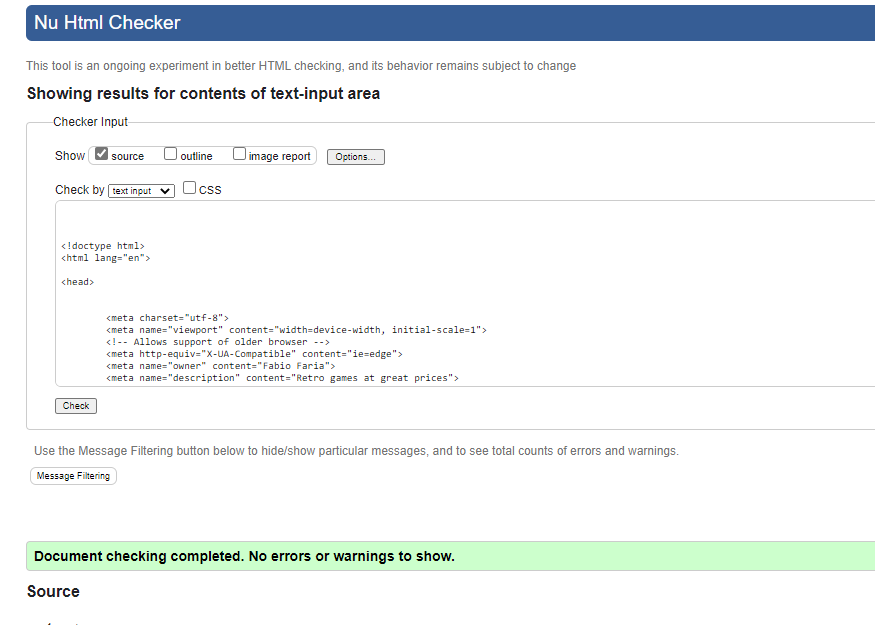 Nu Html Checker
This tool is an ongoing experiment in better HTML checking, and its behavior remains subject to change
Showing results for contents of text-input area
Checker Input
Show source outline image report Options...
Check by text input CSS
<!doctype html>
<html lang="en">
<head>
<meta charset="utf-8">
<meta name="viewport" content="width=device-width, initial-scale=1">
<!-- Allows support of older browser -->
<meta http-equiv="X-UA-Compatible" content="ie=edge">
<meta name="owner" content="Fabio Faria">
<meta name="description" content="Retro games at great prices">
Check
Use the Message Filtering button below to hide/show particular messages, and to see total counts of errors and warnings.
Message Filtering
Document checking completed. No errors or warnings to show.
Source